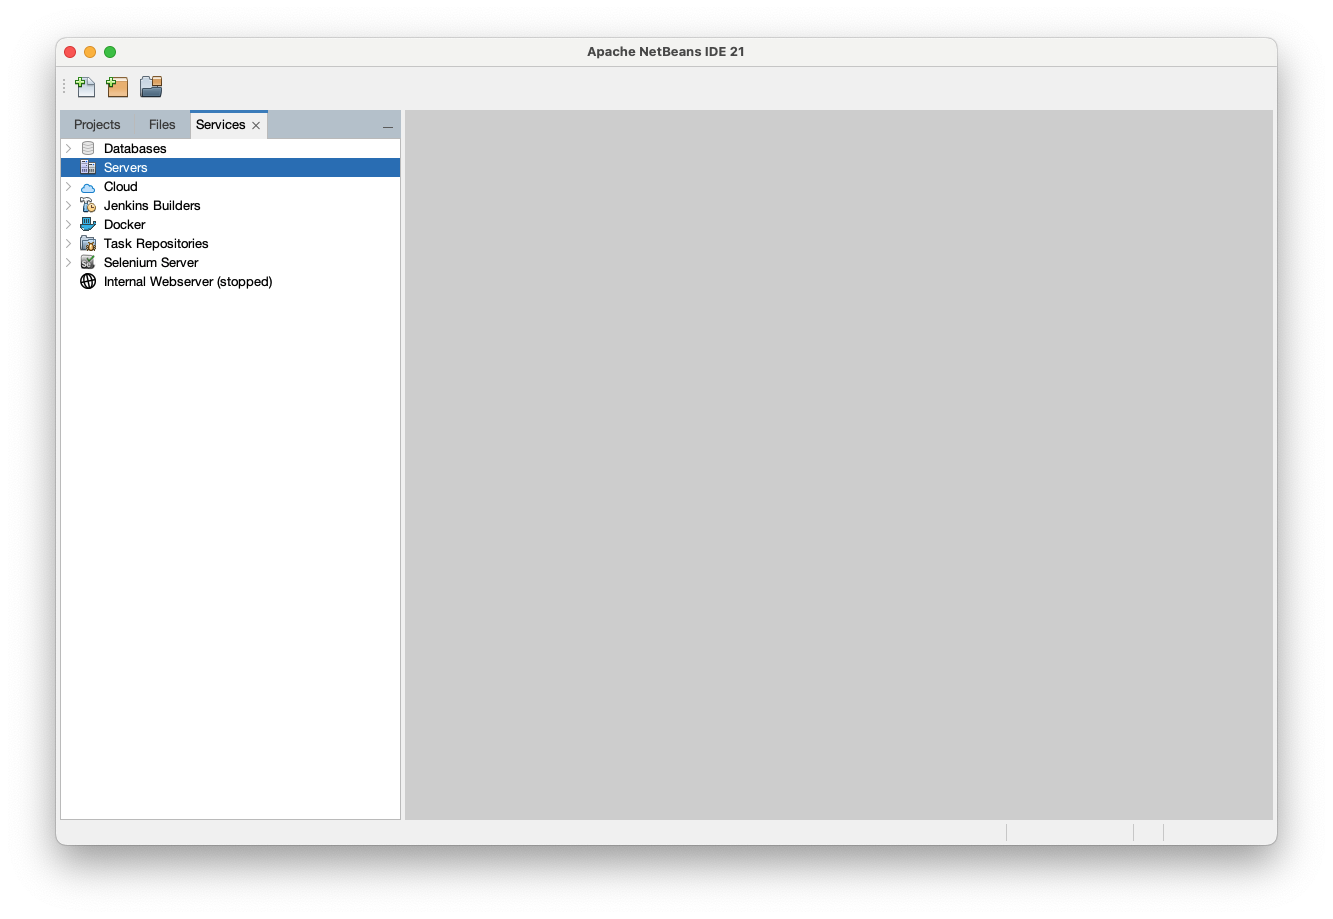 Apache NetBeans IDE 21
Projects Files Services
Databases
Servers
Cloud
Jenkins Builders
Docker
Task Repositories
Selenium Server
Internal Webserver (stopped)